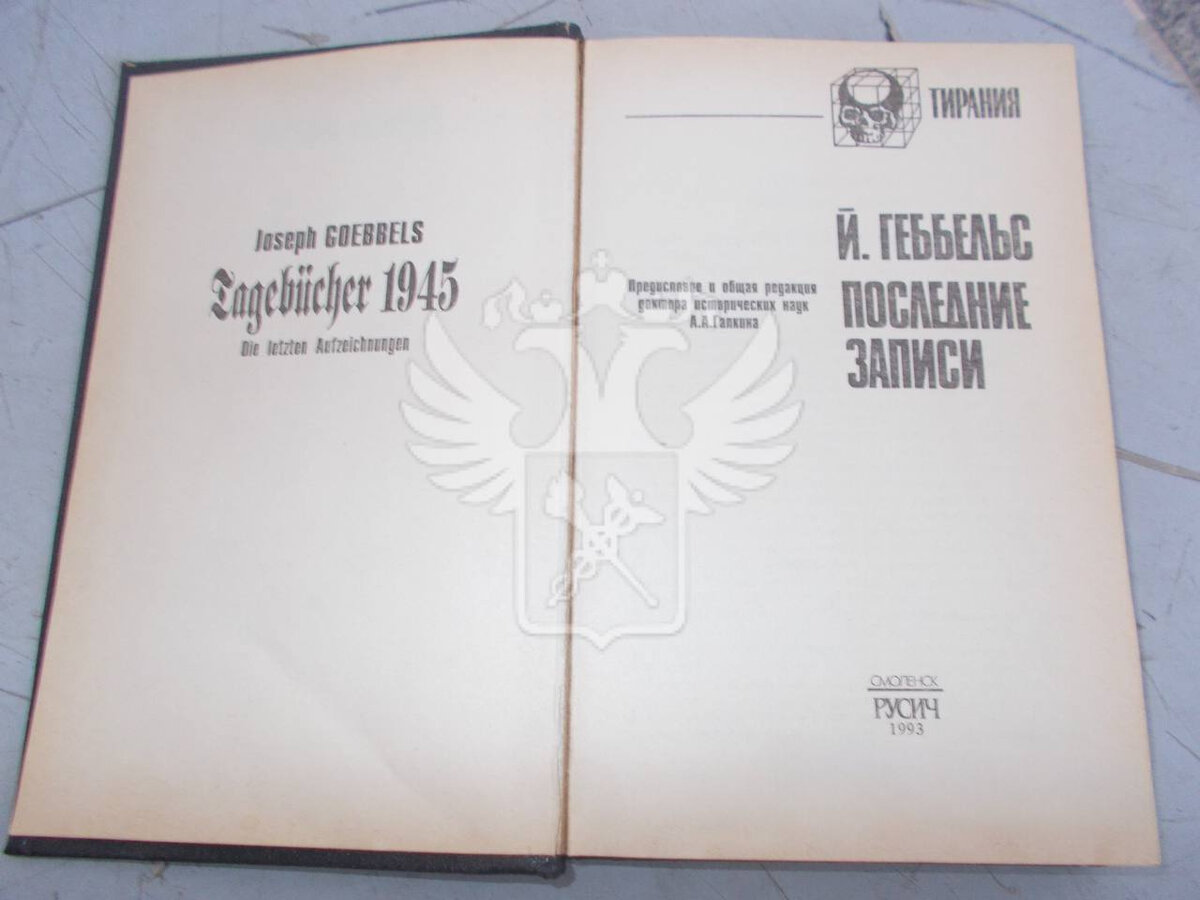 Joseph GOEBBELS
Tagebücher 1945
Die letzten Aufzeichnungen
ТИРАНИЯ
Й. ГЕББЕЛЬС
ПОСЛЕДНИЕ
ЗАПИСИ
Предисловие и общая редакция
доктора исторических наук
А.А.Галкина
СМОЛЕНСК
РУСИЧ
1993